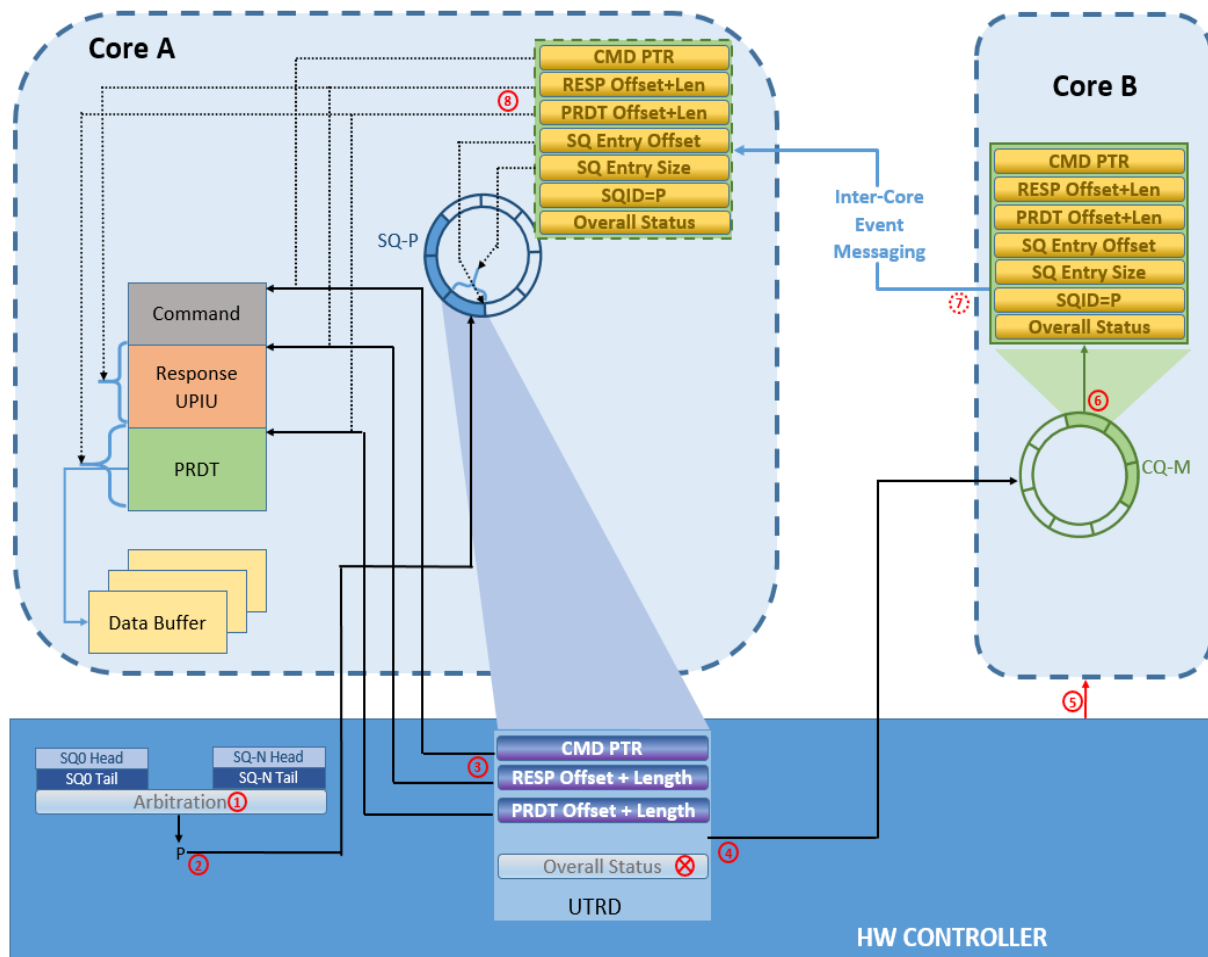 Core A
CMD PTR
RESP Offset+Len
⑧
PRDT Offset+Len
SQ Entry Offset
SQ Entry Size
SQID=P
Overall Status
SQ-P
Inter-Core
Event
Messaging
⑦
Core B
CMD PTR
RESP Offset+Len
PRDT Offset+Len
SQ Entry Offset
SQ Entry Size
SQID=P
Overall Status
⑥
CQ-M
Command
Response
UPIU
PRDT
Data Buffer
⑤
SQ0 Head
SQ0 Tail
SQ-N Head
SQ-N Tail
Arbitration ①
P ②
③
CMD PTR
RESP Offset + Length
PRDT Offset + Length
④
Overall Status
UTRD
HW CONTROLLER